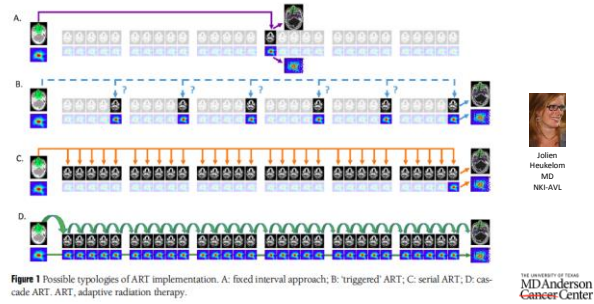 A.
B.
? ? ? ? ?
C.
D.
Jolien
Heukelom
MD
NKI-AVL
Figure 1 Possible typologies of ART implementation. A: fixed interval approach; B: 'triggered' ART; C: serial ART; D: cas-
cade ART. ART, adaptive radiation therapy.
THE UNIVERSITY OF TEXAS
MDAnderson
Cancer Center